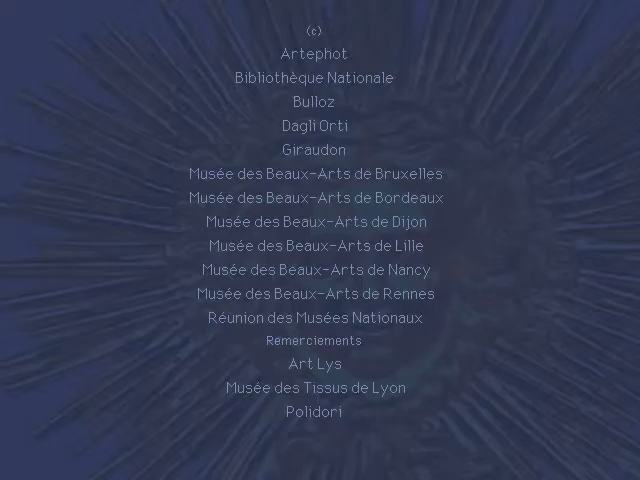 (c)
Artephot
Bibliothèque Nationale
Bulloz
Dagli Orti
Giraudon
Musée des Beaux-Arts de Bruxelles
Musée des Beaux-Arts de Bordeaux
Musée des Beaux-Arts de Dijon
Musée des Beaux-Arts de Lille
Musée des Beaux-Arts de Nancy
Musée des Beaux-Arts de Rennes
Réunion des Musées Nationaux
Remerciements
Art Lys
Musée des Tissus de Lyon
Polidori